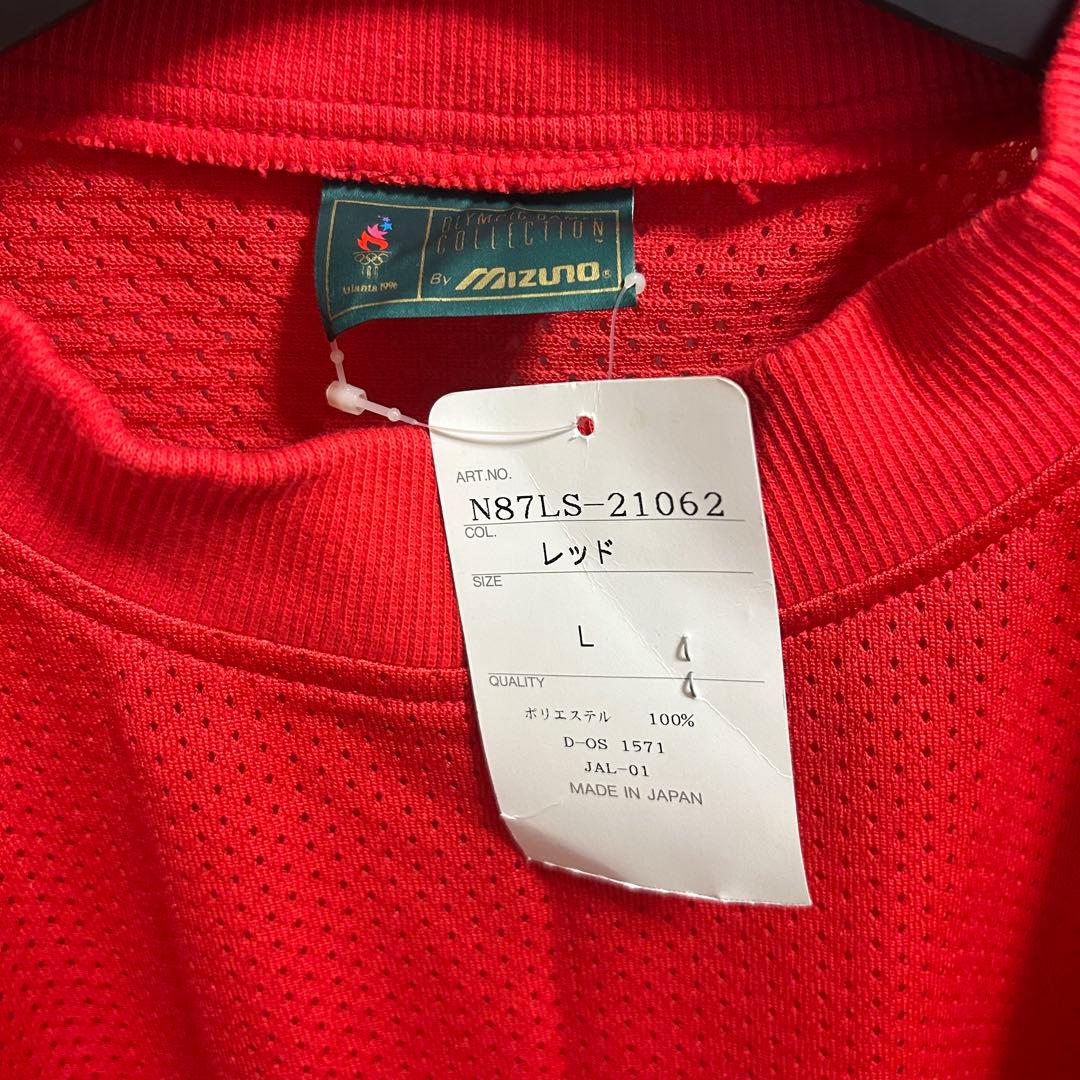 OLYMPIC GAMES
COLLECTION™
By Mizuno®
Atlanta 1996
ART.NO.
N87LS-21062
COL.
レッド
SIZE
L
QUALITY
ポリエステル 100%
D-OS 1571
JAL-01
MADE IN JAPAN